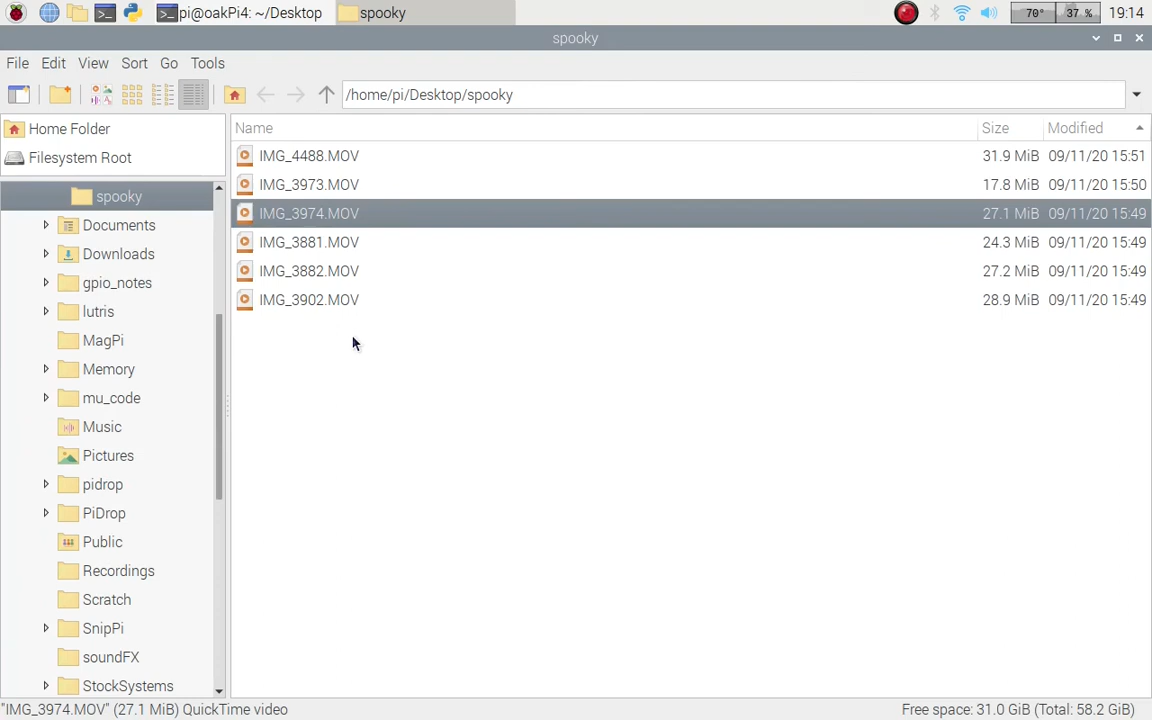 pi@oakPi4: ~/Desktop spooky 70° 37 % 19:14
spooky
File Edit View Sort Go Tools
/home/pi/Desktop/spooky
Home Folder
Filesystem Root
spooky
Documents
Downloads
gpio_notes
lutris
MagPi
Memory
mu_code
Music
Pictures
pidrop
PiDrop
Public
Recordings
Scratch
SnipPi
soundFX
StockSystems
Name Size Modified
IMG_4488.MOV 31.9 MiB 09/11/20 15:51
IMG_3973.MOV 17.8 MiB 09/11/20 15:50
IMG_3974.MOV 27.1 MiB 09/11/20 15:49
IMG_3881.MOV 24.3 MiB 09/11/20 15:49
IMG_3882.MOV 27.2 MiB 09/11/20 15:49
IMG_3902.MOV 28.9 MiB 09/11/20 15:49
"IMG_3974.MOV" (27.1 MiB) QuickTime video Free space: 31.0 GiB (Total: 58.2 GiB)